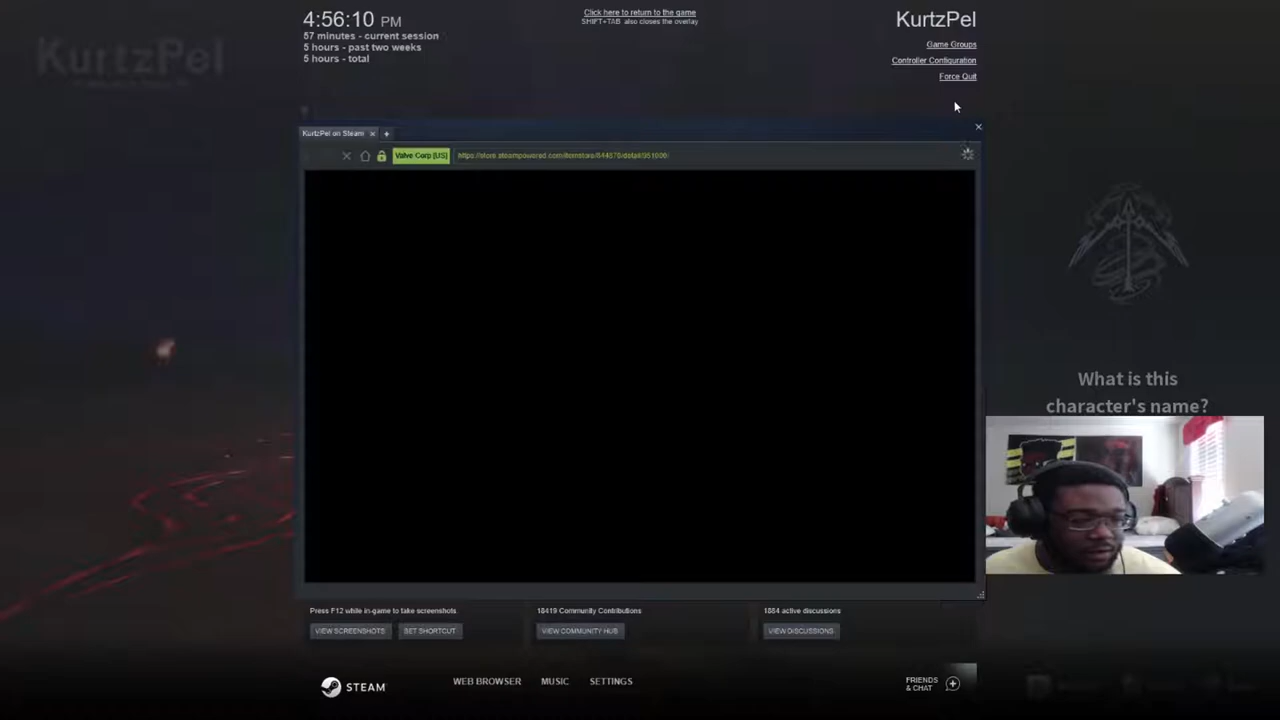 4:56:10 PM
57 minutes - current session
5 hours - past two weeks
5 hours - total
Click here to return to the game
SHIFT+TAB also closes the overlay
KurtzPel
Game Groups
Controller Configuration
Force Quit
KurtzPel
KurtzPel on Steam
Valve Corp [US]
What is this
character's name?
Press F12 while in-game to take screenshots
VIEW SCREENSHOTS
SET SHORTCUT
18419 Community Contributions
VIEW COMMUNITY HUB
1884 active discussions
VIEW DISCUSSIONS
STEAM
WEB BROWSER
MUSIC
SETTINGS
FRIENDS
& CHAT